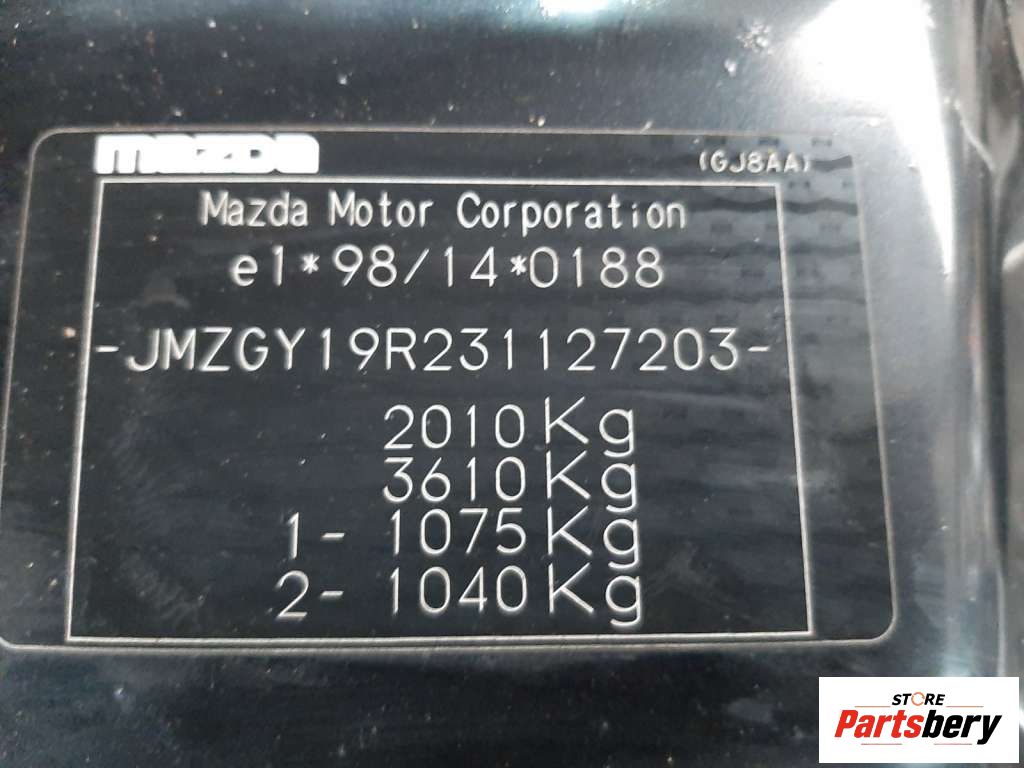 mazda
(GJ8AA)
Mazda Motor Corporation
e1*98/14*0188
-JMZGY19R231127203-
2010Kg
3610Kg
1- 1075Kg
2- 1040Kg
STORE
Partsbery